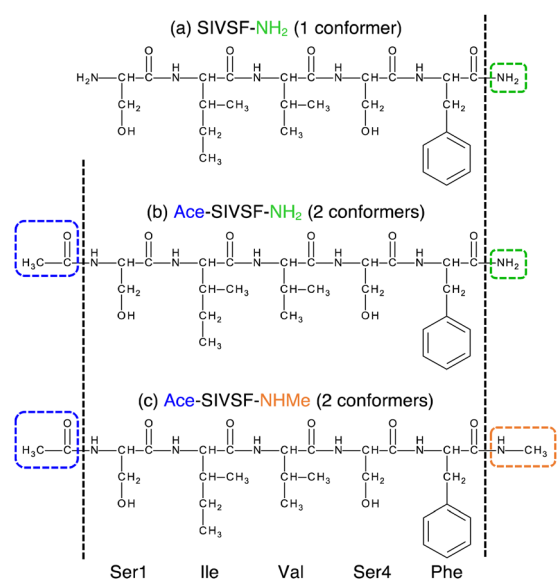 (a) SIVSF-NH₂ (1 conformer)
O O O O O
H H H H
H₂N CH C N CH C N CH C N CH C N CH C NH₂
CH₂ CH CH₃ CH CH₃ CH₂ CH₂
OH CH₂ CH₃ OH
CH₃
(b) Ace-SIVSF-NH₂ (2 conformers)
O O O O O O
H H H H H
H₃C C N CH C N CH C N CH C N CH C N CH C NH₂
CH₂ CH CH₃ CH CH₃ CH₂ CH₂
OH CH₂ CH₃ OH
CH₃
(c) Ace-SIVSF-NHMe (2 conformers)
O O O O O O
H H H H H H
H₃C C N CH C N CH C N CH C N CH C N CH C N CH₃
CH₂ CH CH₃ CH CH₃ CH₂ CH₂
OH CH₂ CH₃ OH
CH₃
Ser1 Ile Val Ser4 Phe